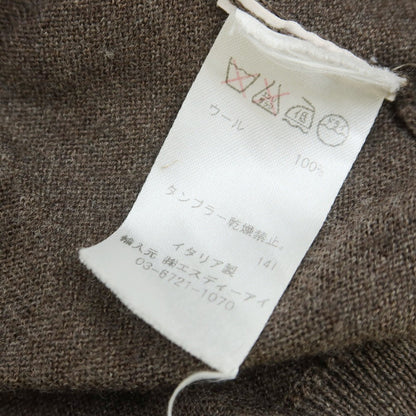 ウール 100%
タンブラー乾燥禁止。
イタリア製 141
輸入元 ㈱エスディーアイ
03-6721-1070